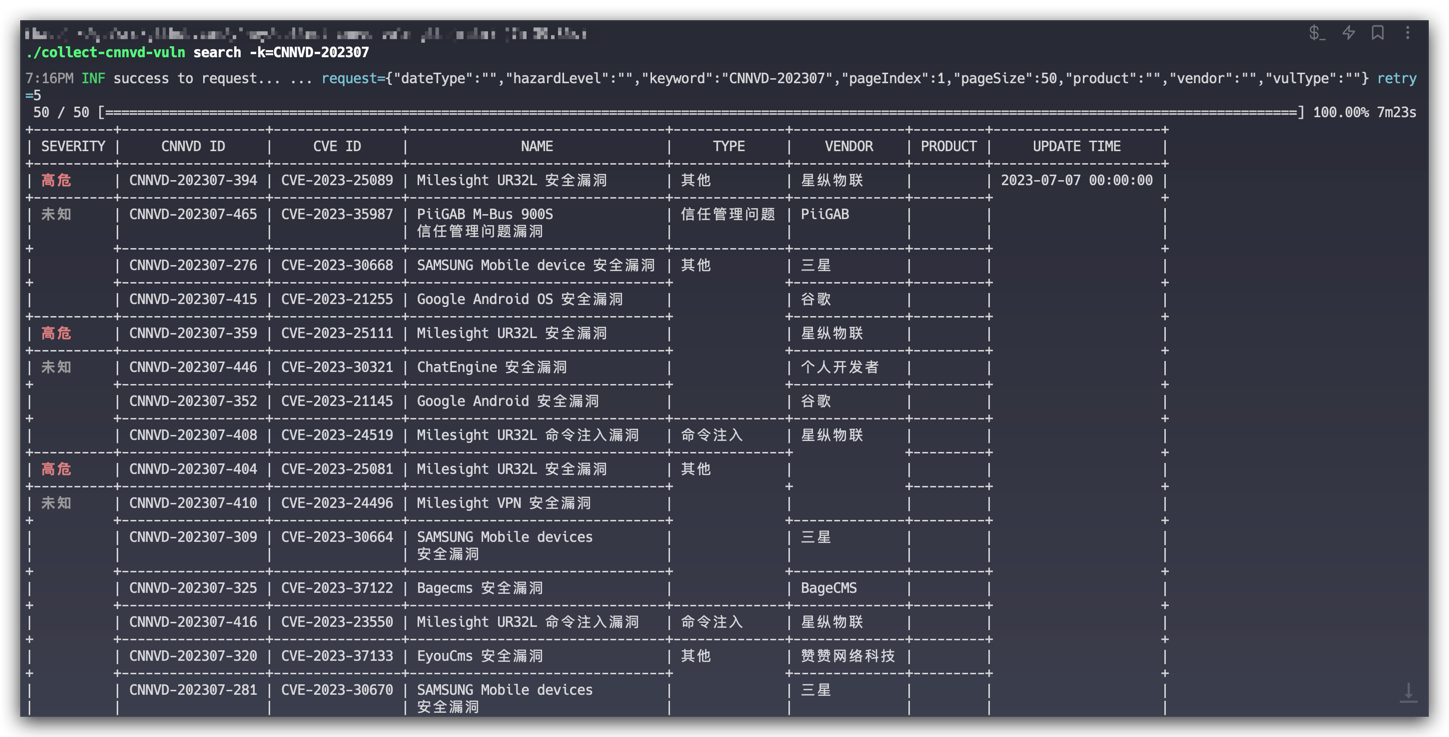 ./collect-cnnvd-vuln search -k=CNNVD-202307
7:16PM INF success to request... ... request={"dateType":"","hazardLevel":"","keyword":"CNNVD-202307","pageIndex":1,"pageSize":50,"product":"","vendor":"","vulType":""} retry
=5
50 / 50 [==========] 100.00% 7m23s
SEVERITY | CNNVD ID | CVE ID | NAME | TYPE | VENDOR | PRODUCT | UPDATE TIME
高危 | CNNVD-202307-394 | CVE-2023-25089 | Milesight UR32L 安全漏洞 | 其他 | 星纵物联 | | 2023-07-07 00:00:00
未知 | CNNVD-202307-465 | CVE-2023-35987 | PiiGAB M-Bus 900S | 信任管理问题 | PiiGAB
信任管理问题漏洞
CNNVD-202307-276 | CVE-2023-30668 | SAMSUNG Mobile device 安全漏洞 | 其他 | 三星
CNNVD-202307-415 | CVE-2023-21255 | Google Android OS 安全漏洞 | | 谷歌
高危 | CNNVD-202307-359 | CVE-2023-25111 | Milesight UR32L 安全漏洞 | | 星纵物联
未知 | CNNVD-202307-446 | CVE-2023-30321 | ChatEngine 安全漏洞 | | 个人开发者
CNNVD-202307-352 | CVE-2023-21145 | Google Android 安全漏洞 | | 谷歌
CNNVD-202307-408 | CVE-2023-24519 | Milesight UR32L 命令注入漏洞 | 命令注入 | 星纵物联
高危 | CNNVD-202307-404 | CVE-2023-25081 | Milesight UR32L 安全漏洞 | 其他
未知 | CNNVD-202307-410 | CVE-2023-24496 | Milesight VPN 安全漏洞
CNNVD-202307-309 | CVE-2023-30664 | SAMSUNG Mobile devices | | 三星
安全漏洞
CNNVD-202307-325 | CVE-2023-37122 | Bagecms 安全漏洞 | | BageCMS
CNNVD-202307-416 | CVE-2023-23550 | Milesight UR32L 命令注入漏洞 | 命令注入 | 星纵物联
CNNVD-202307-320 | CVE-2023-37133 | EyouCms 安全漏洞 | 其他 | 赞赞网络科技
CNNVD-202307-281 | CVE-2023-30670 | SAMSUNG Mobile devices | | 三星
安全漏洞